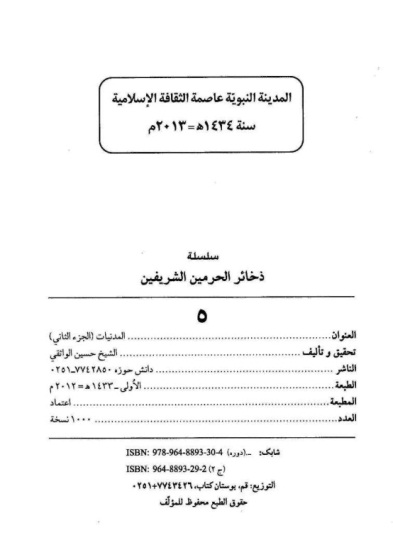 المدينة النبويّة عاصمة الثقافة الإسلامية
سنة ١٤٣٤هـ = ٢٠١٣م
سلسلة
ذخائر الحرمين الشريفين
٥
العنوان ........ المدنيات (الجزء الثاني)
تحقيق و تأليف ........ الشيخ حسين الواثقي
الناشر ........ دانش حوزه ٧٧٤٢٨٥٠-٠٢٥١
الطبعة ........ الأولى - ١٤٣٣هـ = ٢٠١٢م
المطبعة ........ اعتماد
العدد ........ ١٠٠٠ نسخة
شابك: ـ (دوره) ISBN: 978-964-8893-30-4
(ج ٢) ISBN: 964-8893-29-2
التوزيع: قم، بوستان كتاب، ٧٧٤٣٤٢٦+٠٢٥١
حقوق الطبع محفوظ للمؤلّف